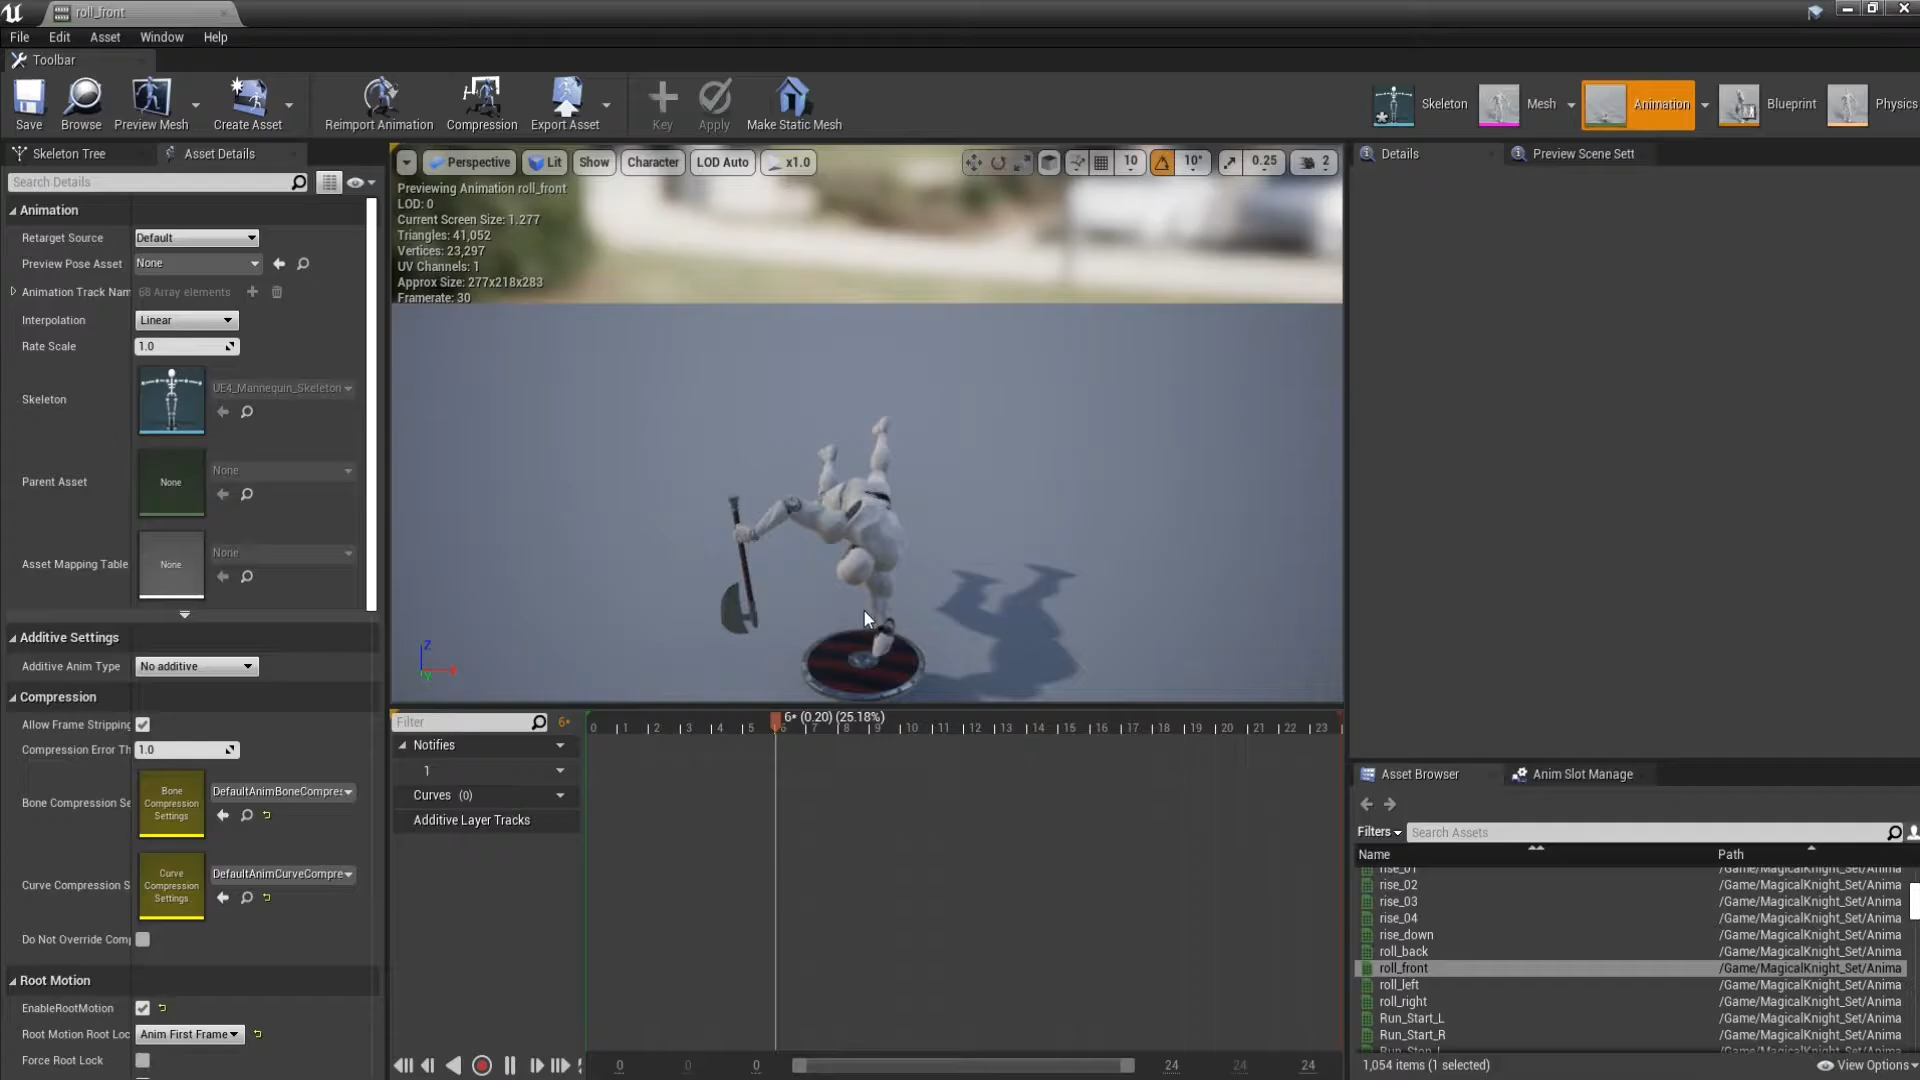 roll_front
File Edit Asset Window Help
Toolbar
Save Browse Preview Mesh Create Asset Reimport Animation Compression Export Asset Key Apply Make Static Mesh Skeleton Mesh Animation Blueprint Physics
Skeleton Tree Asset Details
Search Details
Animation
Retarget Source Default
Preview Pose Asset None
Animation Track Nam 68 Array elements
Interpolation Linear
Rate Scale 1.0
Skeleton UE4_Mannequin_Skeleton
Parent Asset None None
Asset Mapping Table None None
Additive Settings
Additive Anim Type No additive
Compression
Allow Frame Stripping
Compression Error Th 1.0
Bone Compression Se Bone Compression Settings DefaultAnimBoneCompres
Curve Compression S Curve Compression Settings DefaultAnimCurveCompre
Do Not Override Com
Root Motion
EnableRootMotion
Root Motion Root Loc Anim First Frame
Force Root Lock
Perspective Lit Show Character LOD Auto x1.0 10 10° 0.25 2
Previewing Animation roll_front
LOD: 0
Current Screen Size: 1.277
Triangles: 41,052
Vertices: 23,297
UV Channels: 1
Approx Size: 277x218x283
Framerate: 30
Z
Y
Filter 6* 6* (0.20) (25.18%)
0 1 2 3 4 5 6 7 8 9 10 11 12 13 14 15 16 17 18 19 20 21 22 23
Notifies
1
Curves (0)
Additive Layer Tracks
0 0 0 24 24 24
Details Preview Scene Sett
Asset Browser Anim Slot Manage
Filters Search Assets
Name Path
rise_01 /Game/MagicalKnight_Set/Anima
rise_02 /Game/MagicalKnight_Set/Anima
rise_03 /Game/MagicalKnight_Set/Anima
rise_04 /Game/MagicalKnight_Set/Anima
rise_down /Game/MagicalKnight_Set/Anima
roll_back /Game/MagicalKnight_Set/Anima
roll_front /Game/MagicalKnight_Set/Anima
roll_left /Game/MagicalKnight_Set/Anima
roll_right /Game/MagicalKnight_Set/Anima
Run_Start_L /Game/MagicalKnight_Set/Anima
Run_Start_R /Game/MagicalKnight_Set/Anima
1,054 items (1 selected) View Options